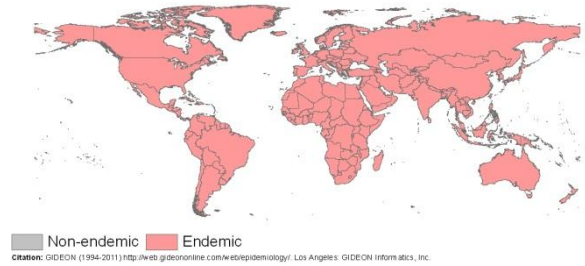 Non-endemic Endemic
Citation: GIDEON (1994-2011) http://web.gideononline.com/web/epidemiology/. Los Angeles: GIDEON Informatics, Inc.